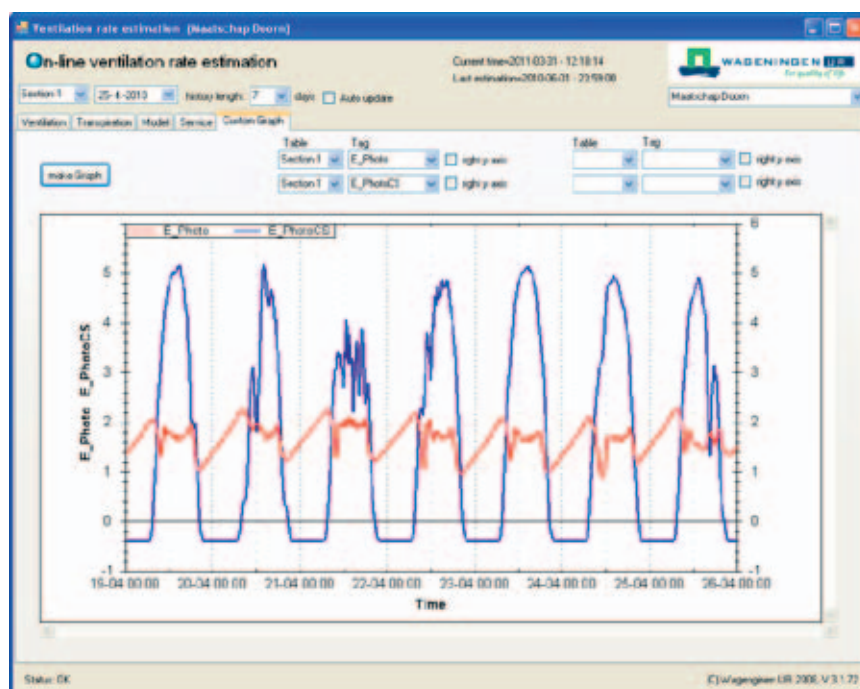 Ventilation rate estimation [Maatschap Doorn]
On-line ventilation rate estimation
Current time=2011-03-31 - 12:18:14
Last estimation=2010-06-01 - 23:59:00
WAGENINGEN UR
For quality of life
Section 1 25- 4-2010 history length: 7 days Auto update
Maatschap Doorn
Ventilation Transpiration Model Service Custom Graph
Table Tag Table Tag
make Graph
Section 1 E_Photo right y axis right y axis
Section 1 E_PhotoCS right y axis right y axis
E_Photo E_PhotoCS
6
5 5
4 4
3 3
2 2
1 1
0 0
-1 -1
E_Photo E_PhotoCS
19-04 00:00 20-04 00:00 21-04 00:00 22-04 00:00 23-04 00:00 24-04 00:00 25-04 00:00 26-04 00:00
Time
Status: OK
(C)Wageningen UR 2008, V 3.1.72